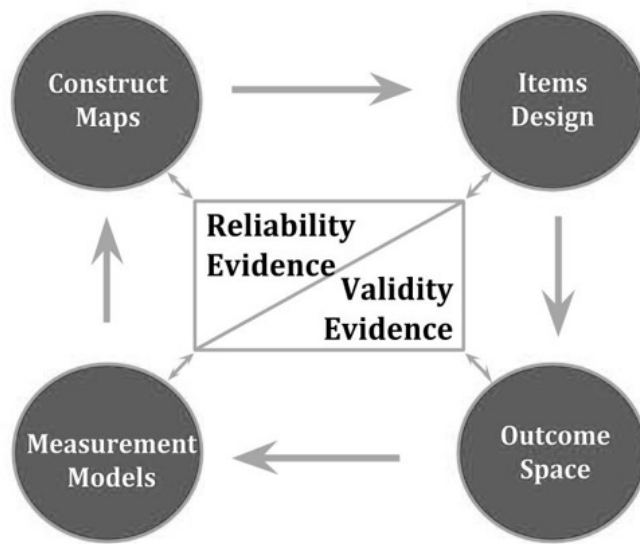 Construct
Maps
Items
Design
Reliability
Evidence
Validity
Evidence
Measurement
Models
Outcome
Space